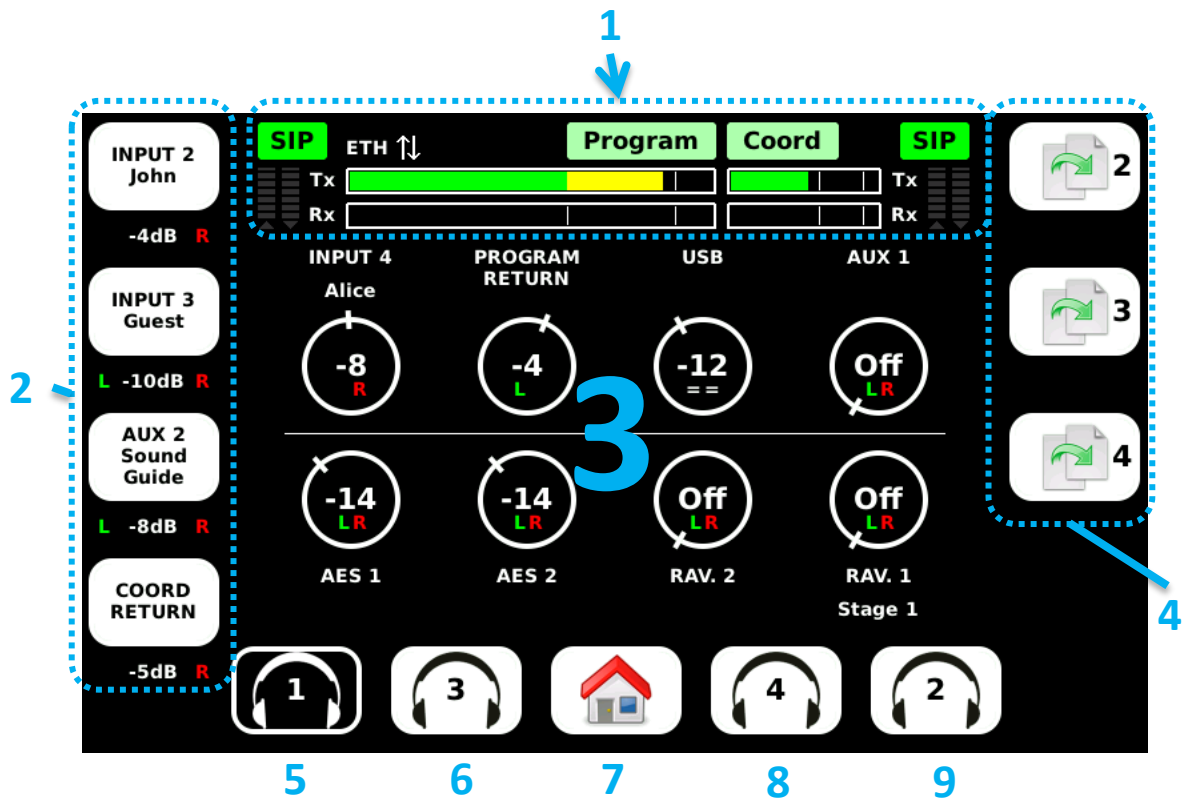 1
SIP
ETH
Program
Coord
SIP
Tx
Tx
Rx
Rx
INPUT 2
John
-4dB R
INPUT 3
Guest
L -10dB R
AUX 2
Sound
Guide
L -8dB R
COORD
RETURN
-5dB R
2
INPUT 4
Alice
-8
R
PROGRAM
RETURN
-4
L
USB
-12
==
AUX 1
Off
L R
3
-14
L R
AES 1
-14
L R
AES 2
Off
L R
RAV. 2
Off
L R
RAV. 1
Stage 1
2
3
4
4
1
3
4
2
5
6
7
8
9